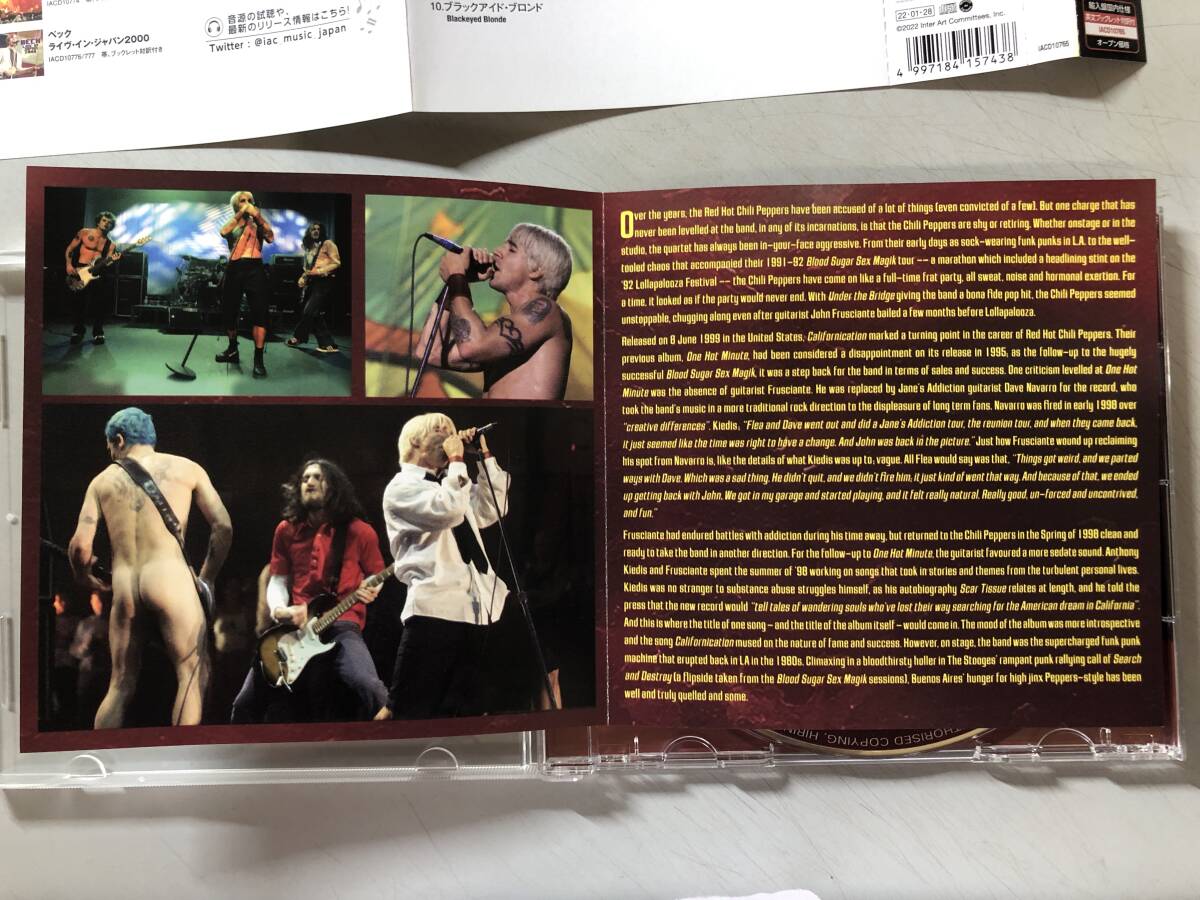 ベック
ライヴ・イン・ジャパン2000
IACD10776/777 帯、ブックレット対訳付き
音源の試聴や、
最新のリリース情報はこちら!
Twitter : @iac_music_japan
10.ブラックアイド・ブロンド
Blackeyed Blonde
22・01・28
©2022 Inter Art Committees, Inc.
4 997184 157438
IACD10765
輸入盤国内仕様
英文ブックレット対訳付
IACD10765
オープン価格
Over the years, the Red Hot Chili Peppers have been accused of a lot of things (even convicted of a few). But one charge that has
never been levelled at the band, in any of its incarnations, is that the Chili Peppers are shy or retiring. Whether onstage or in the
studio, the quartet has always been in-your-face aggressive. From their early days as sock-wearing funk punks in L.A. to the well-
tooled chaos that accompanied their 1991-92 Blood Sugar Sex Magik tour -- a marathon which included a headlining stint on the
'92 Lollapalooza Festival -- the Chili Peppers have come on like a full-time frat party, all sweat, noise and hormonal exertion. For
a time, it looked as if the party would never end. With Under the Bridge giving the band a bona fide pop hit, the Chili Peppers seemed
unstoppable, chugging along even after guitarist John Frusciante bailed a few months before Lollapalooza.
Released on 8 June 1999 in the United States, Californication marked a turning point in the career of Red Hot Chili Peppers. Their
previous album, One Hot Minute, had been considered a disappointment on its release in 1995, as the follow-up to the hugely
successful Blood Sugar Sex Magik, it was a step back for the band in terms of sales and success. One criticism levelled at One Hot
Minute was the absence of guitarist Frusciante. He was replaced by Jane's Addiction guitarist Dave Navarro for the record, who
took the band's music in a more traditional rock direction to the displeasure of long term fans. Navarro was fired in early 1998 over
"creative differences". Kiedis; "Flea and Dave went out and did a Jane's Addiction tour, the reunion tour, and when they came back,
it just seemed like the time was right to have a change. And John was back in the picture." Just how Frusciante wound up reclaiming
his spot from Navarro is, like the details of what Kiedis was up to, vague. All Flea would say was that, "Things got weird, and we parted
ways with Dave. Which was a sad thing. He didn't quit, and we didn't fire him; it just kind of went that way. And because of that, we ended
up getting back with John. We got in my garage and started playing, and it felt really natural. Really good, un-forced and uncontrived,
and fun."
Frusciante had endured battles with addiction during his time away, but returned to the Chili Peppers in the Spring of 1998 clean and
ready to take the band in another direction. For the follow-up to One Hot Minute, the guitarist favoured a more sedate sound. Anthony
Kiedis and Frusciante spent the summer of '98 working on songs that took in stories and themes from the turbulent personal lives.
Kiedis was no stranger to substance abuse struggles himself, as his autobiography Scar Tissue relates at length, and he told the
press that the new record would "tell tales of wandering souls who've lost their way searching for the American dream in California".
And this is where the title of one song – and the title of the album itself – would come in. The mood of the album was more introspective
and the song Californication mused on the nature of fame and success. However, on stage, the band was the supercharged funk punk
machine that erupted back in LA in the 1980s. Climaxing in a bloodthirsty holler in The Stooges' rampant punk rallying call of Search
and Destroy (a flipside taken from the Blood Sugar Sex Magik sessions), Buenos Aires' hunger for high jinx Peppers-style has been
well and truly quelled and some.
THORISED COPYING, HIRIN